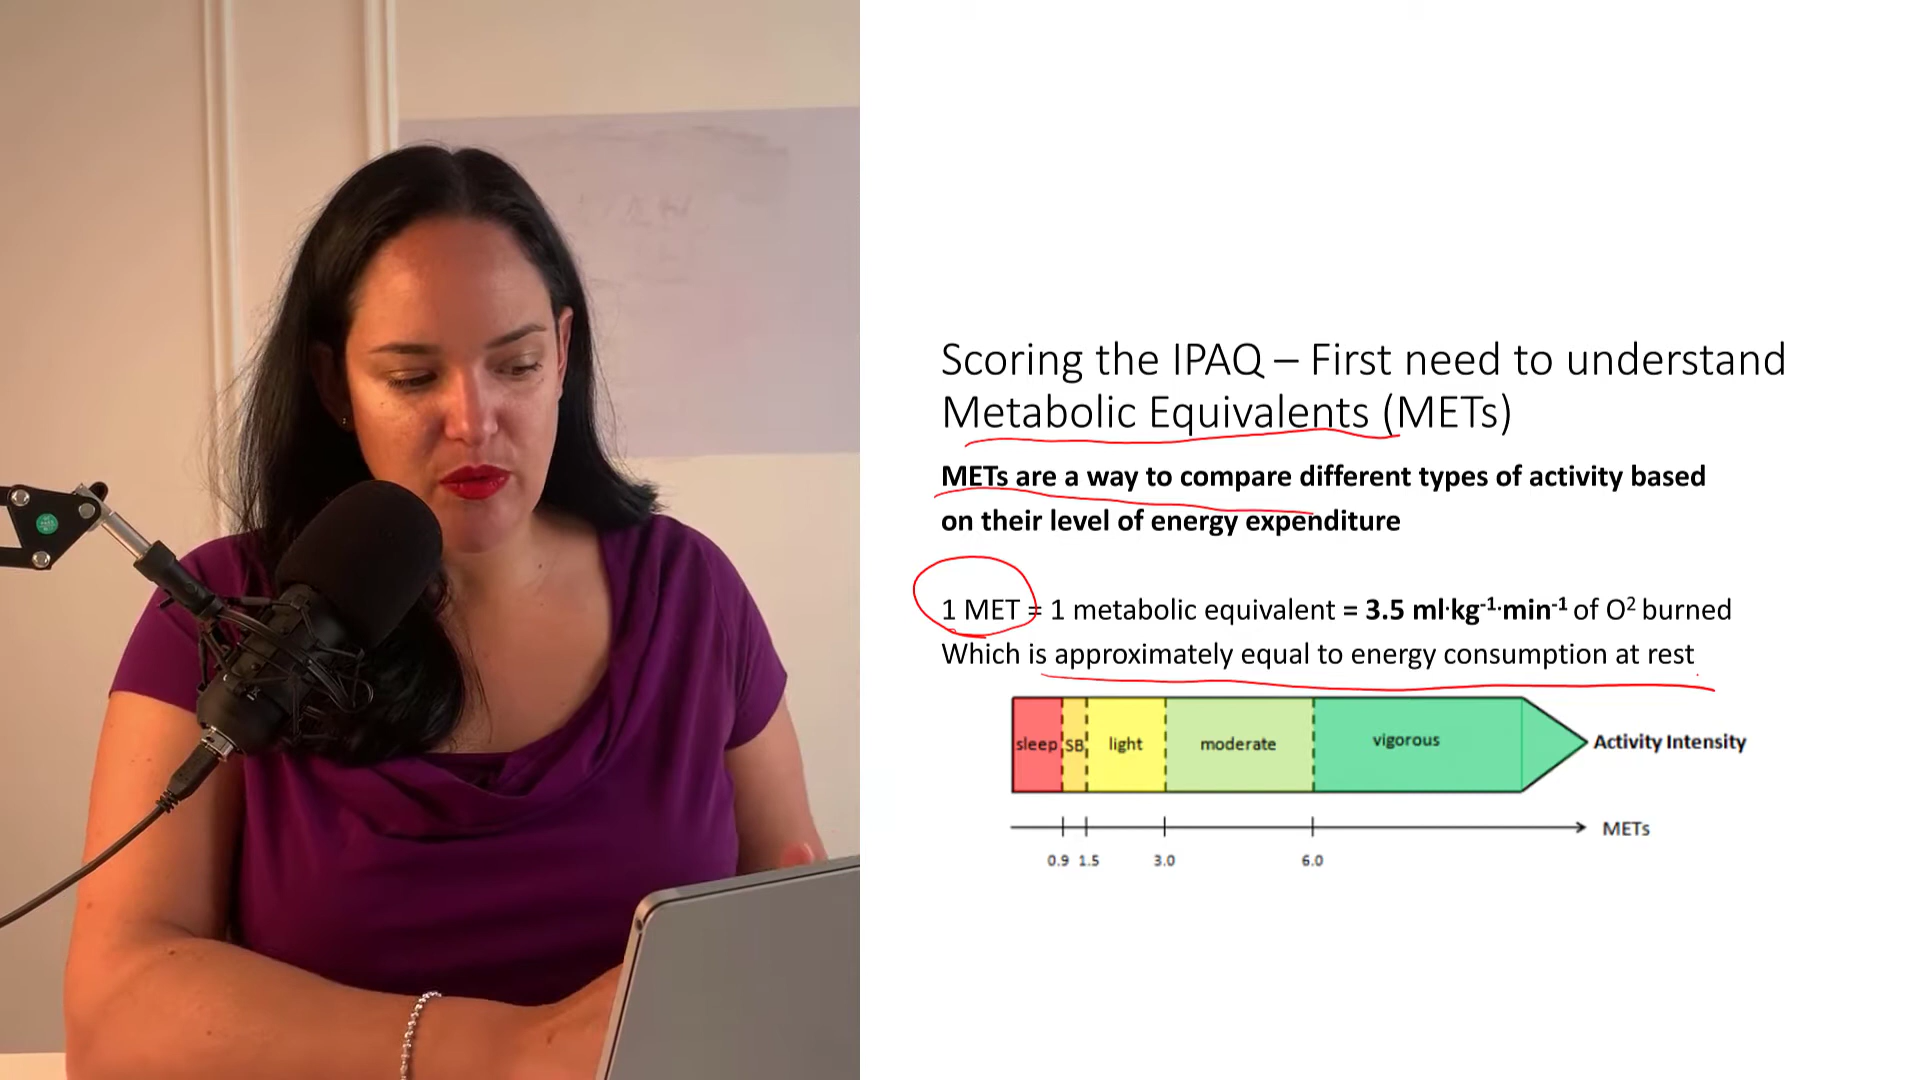 Scoring the IPAQ – First need to understand
Metabolic Equivalents (METs)
METs are a way to compare different types of activity based
on their level of energy expenditure
1 MET = 1 metabolic equivalent = 3.5 ml·kg⁻¹·min⁻¹ of O² burned
Which is approximately equal to energy consumption at rest
sleep SB light moderate vigorous Activity Intensity
METs
0.9 1.5 3.0 6.0